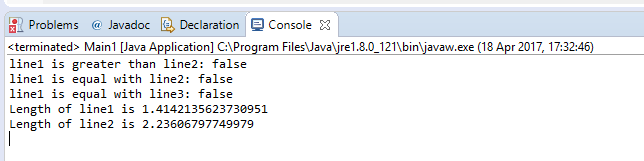 Problems @ Javadoc Declaration Console
<terminated> Main1 [Java Application] C:\Program Files\Java\jre1.8.0_121\bin\javaw.exe (18 Apr 2017, 17:32:46)
line1 is greater than line2: false
line1 is equal with line2: false
line1 is equal with line3: false
Length of line1 is 1.4142135623730951
Length of line2 is 2.23606797749979